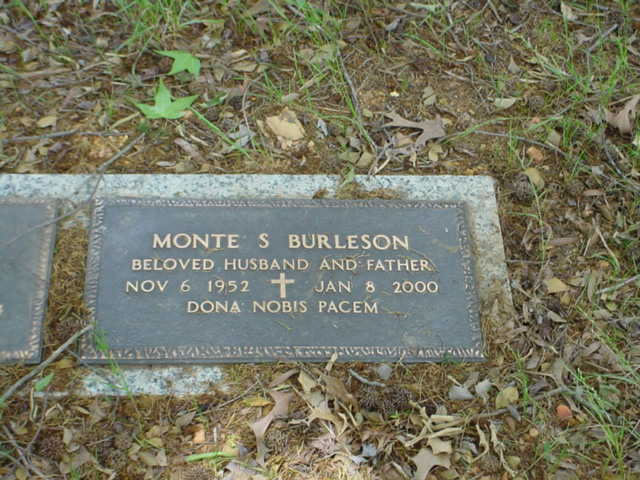 MONTE S BURLESON
BELOVED HUSBAND AND FATHER
NOV 6 1952 JAN 8 2000
DONA NOBIS PACEM